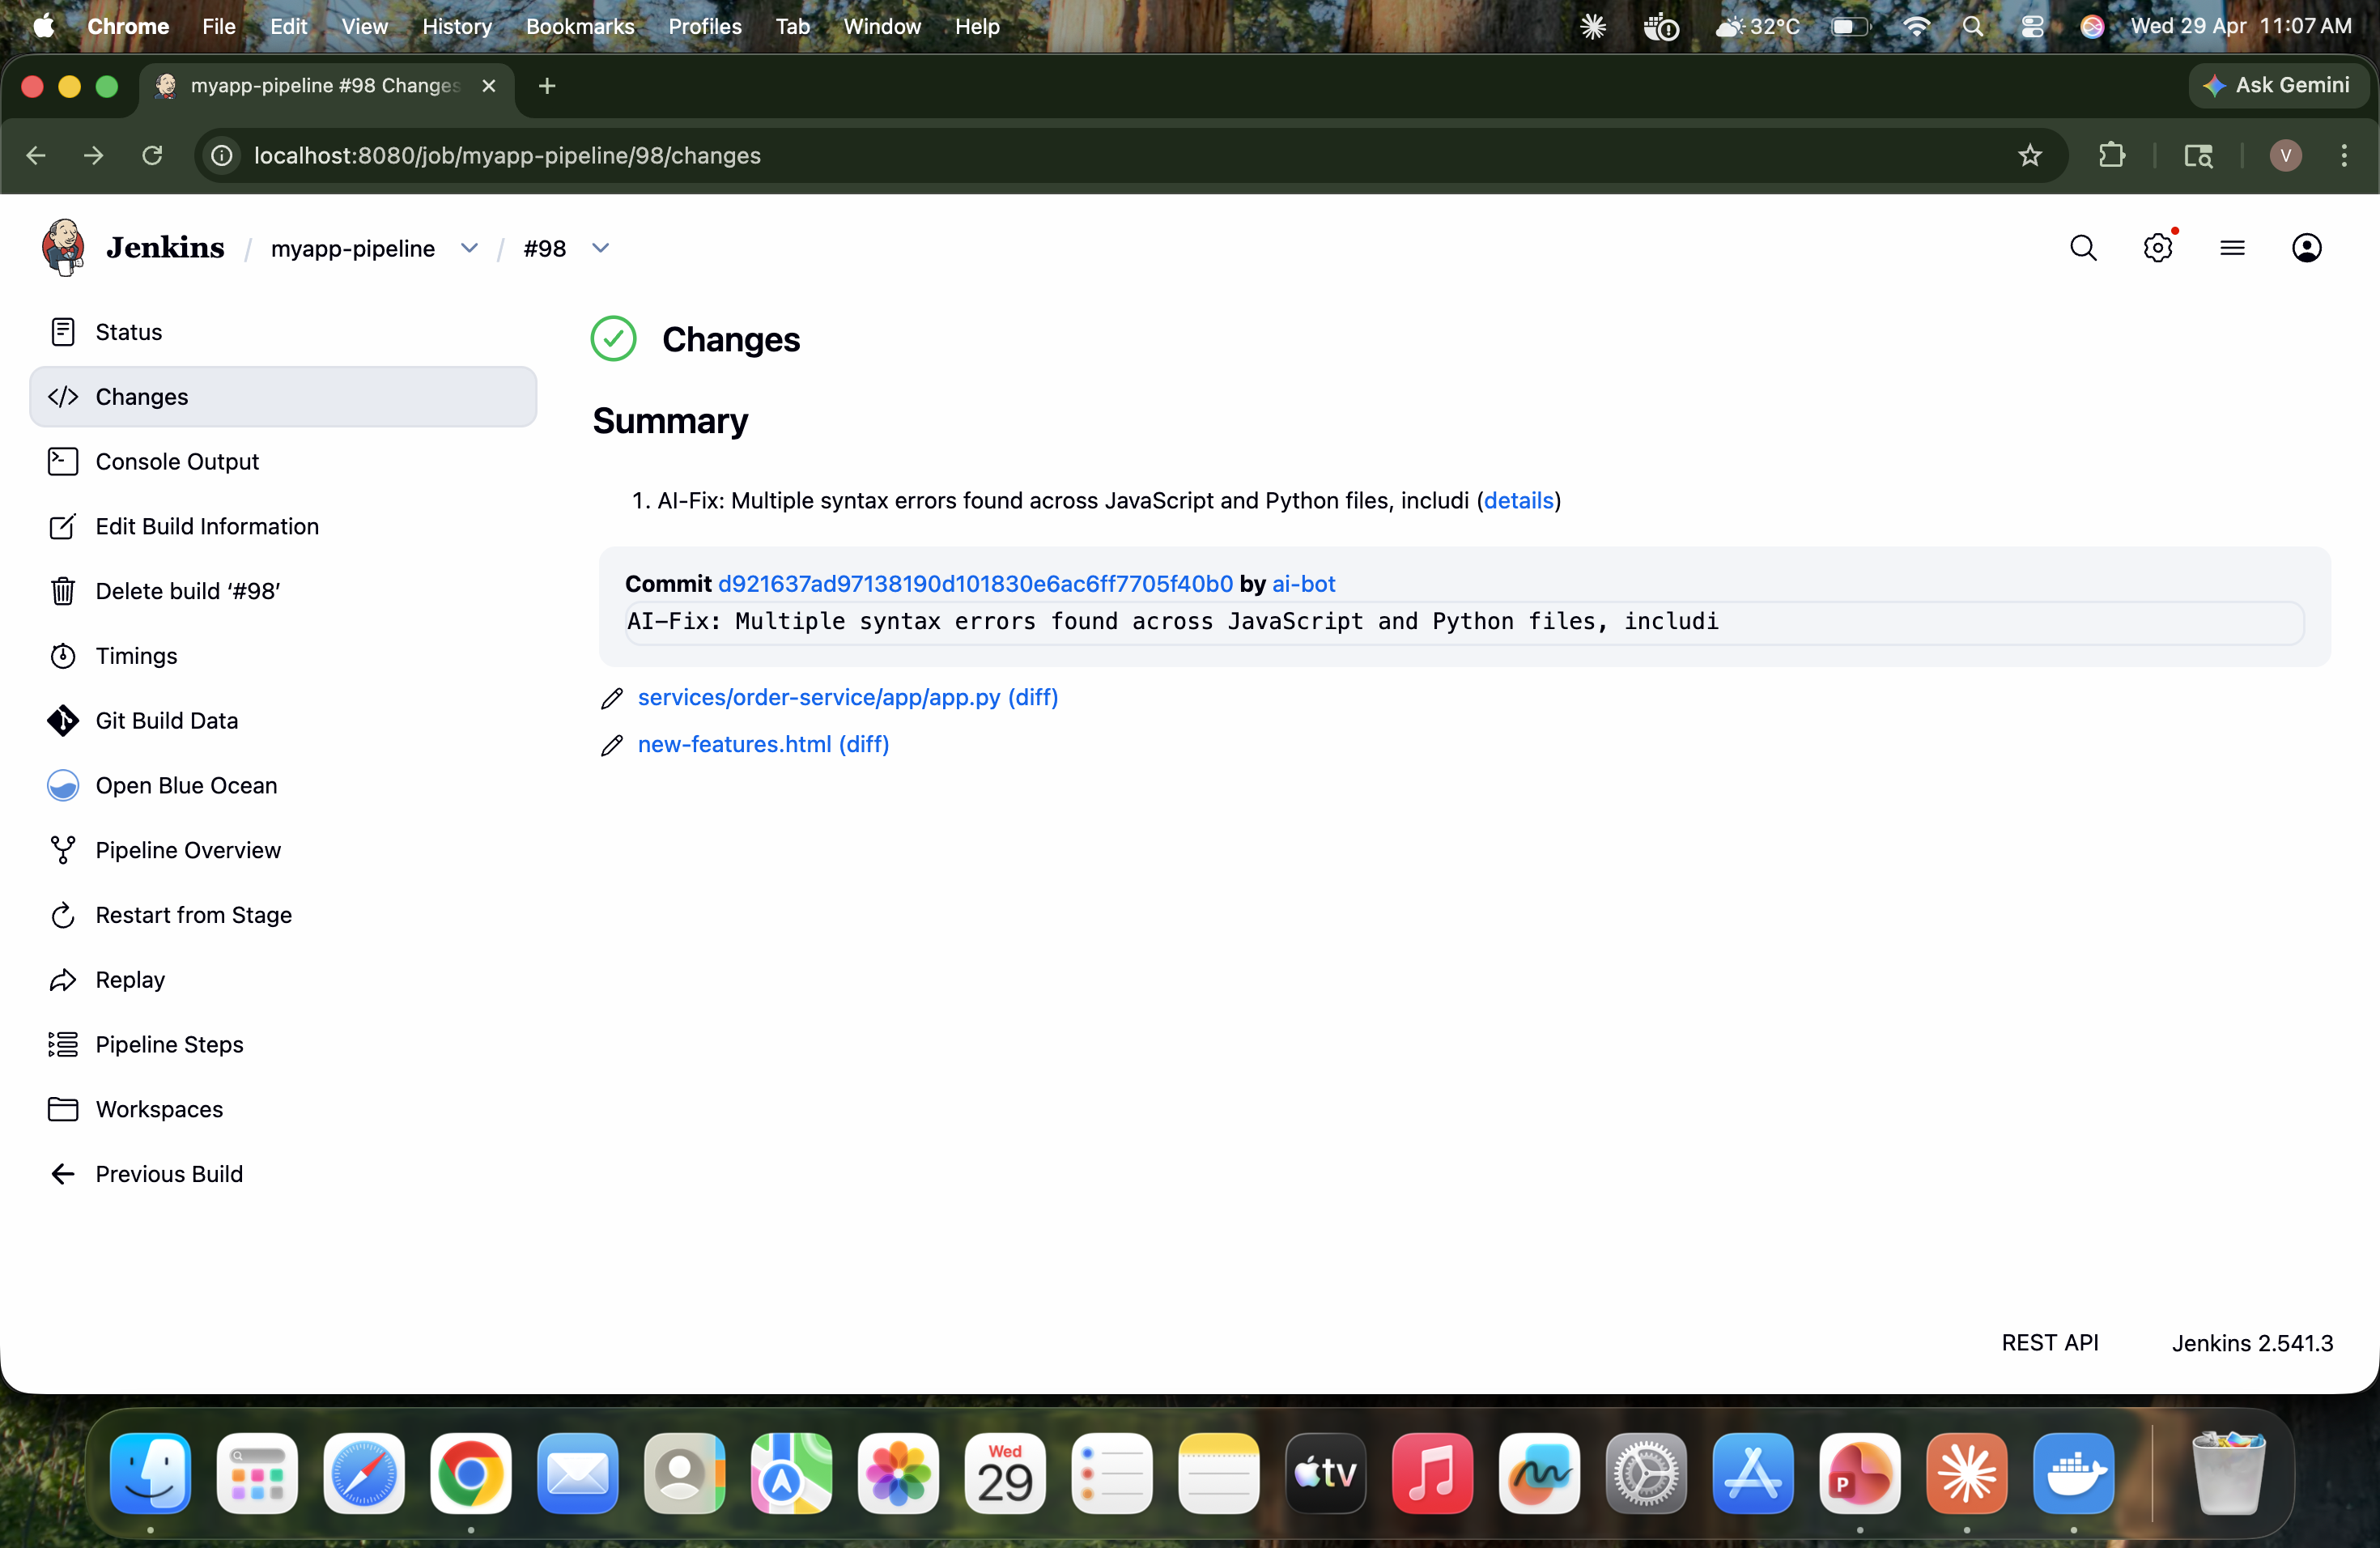 Chrome File Edit View History Bookmarks Profiles Tab Window Help 32°C Wed 29 Apr 11:07 AM
myapp-pipeline #98 Changes Ask Gemini
localhost:8080/job/myapp-pipeline/98/changes V
Jenkins / myapp-pipeline / #98
Status
Changes
Console Output
Edit Build Information
Delete build ‘#98’
Timings
Git Build Data
Open Blue Ocean
Pipeline Overview
Restart from Stage
Replay
Pipeline Steps
Workspaces
Previous Build
Changes
Summary
1. AI-Fix: Multiple syntax errors found across JavaScript and Python files, includi (details)
Commit d921637ad97138190d101830e6ac6ff7705f40b0 by ai-bot
AI-Fix: Multiple syntax errors found across JavaScript and Python files, includi
services/order-service/app/app.py (diff)
new-features.html (diff)
REST API Jenkins 2.541.3
Wed
29
tv
P